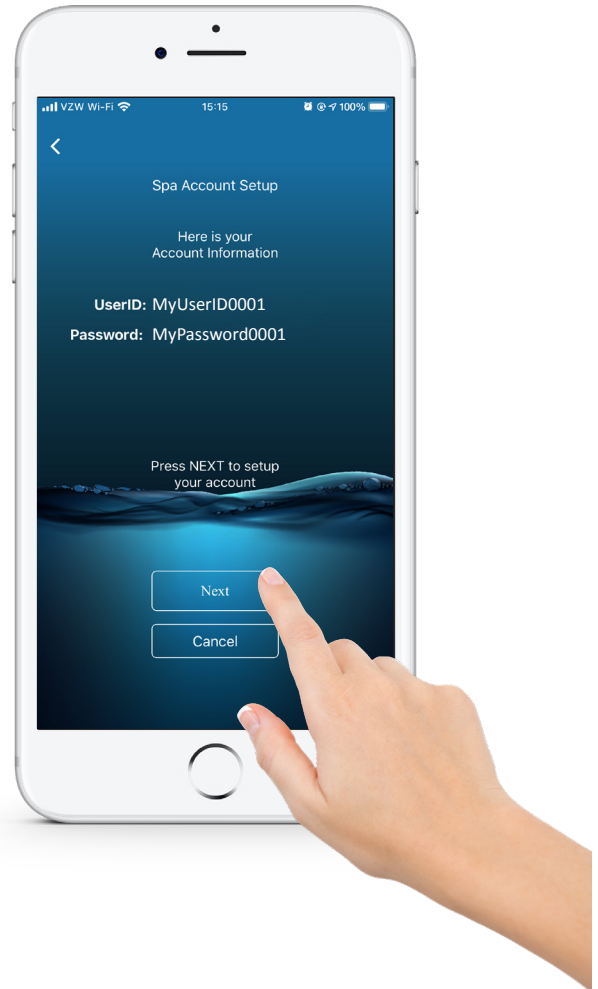 VZW Wi-Fi 15:15 100%
Spa Account Setup
Here is your
Account Information
UserID: MyUserID0001
Password: MyPassword0001
Press NEXT to setup
your account
Next
Cancel